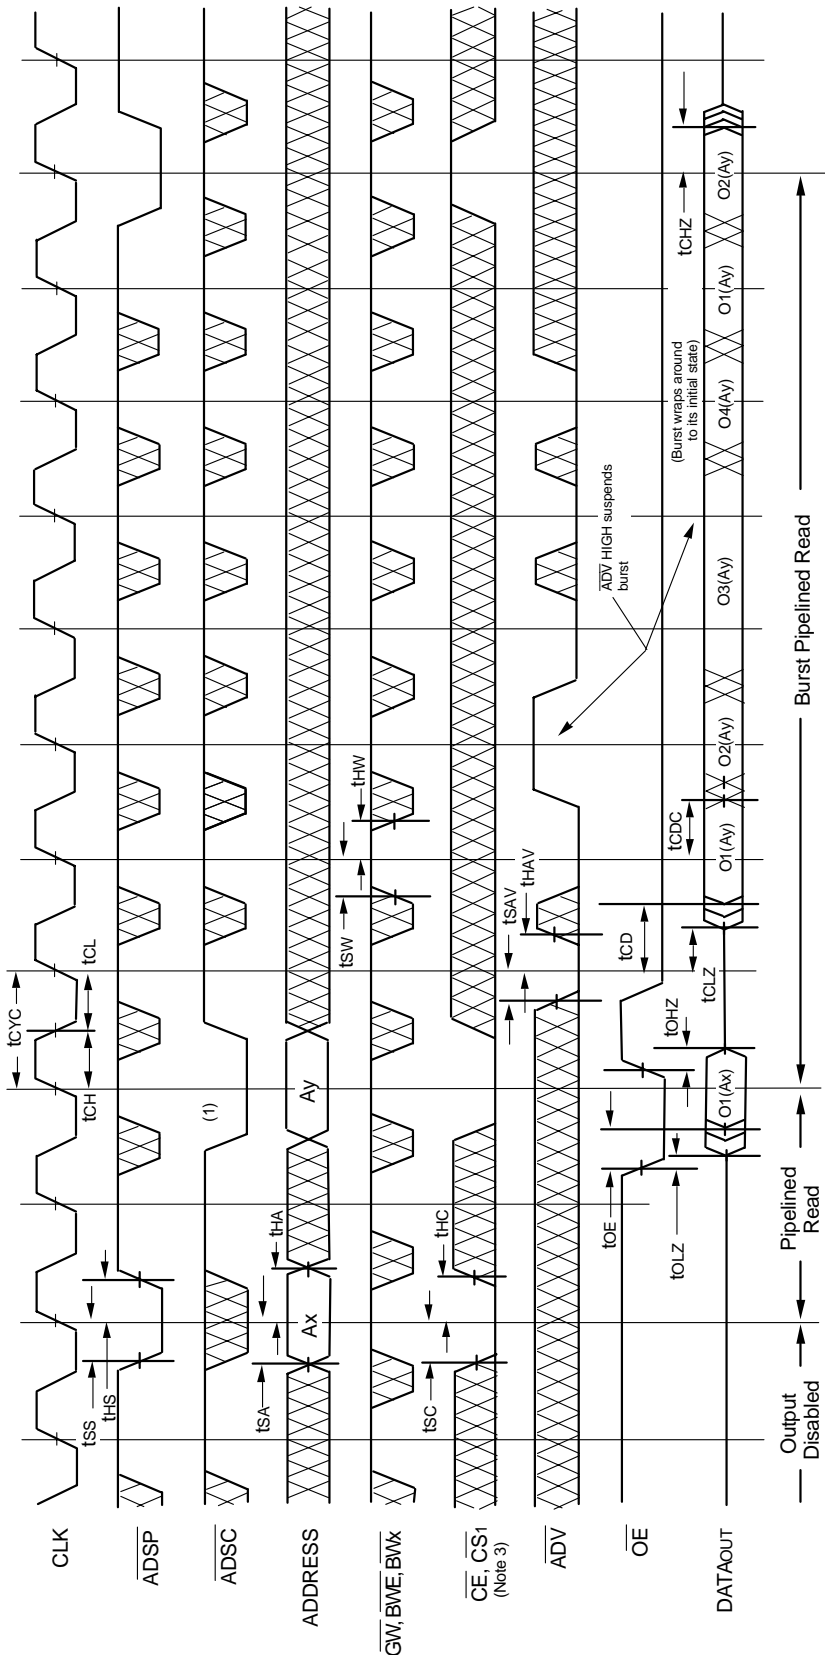 CLK
tCYC
tCH
tCL
tSS
tHS
ADSP
ADSC
(1)
ADDRESS
Ax
Ay
tSA
tHA
GW, BWE, BWx
tSW
tHW
CE, CS1
(Note 3)
tSC
tHC
ADV
tSAV
tHAV
ADV HIGH suspends
burst
OE
tOE
tOHZ
tCD
tOLZ
tCLZ
tCDC
(Burst wraps around
to its initial state)
tCHZ
DATAOUT
O1(Ax)
O1(Ay)
O2(Ay)
O3(Ay)
O4(Ay)
O1(Ay)
O2(Ay)
Output
Disabled
Pipelined
Read
Burst Pipelined Read